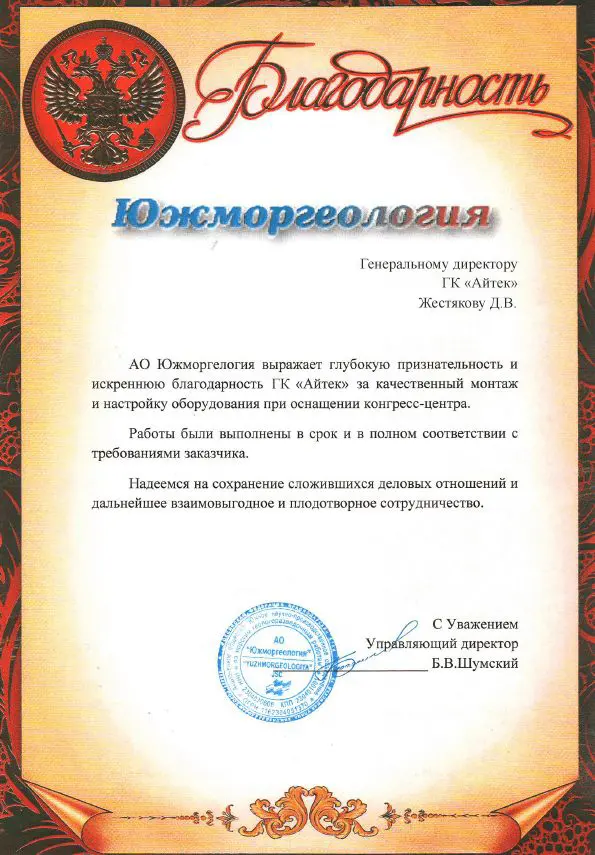 Благодарность
Южморгеология
Генеральному директору
ГК «Айтек»
Жестякову Д.В.
АО Южморгелогия выражает глубокую признательность и
искреннюю благодарность ГК «Айтек» за качественный монтаж
и настройку оборудования при оснащении конгресс-центра.
Работы были выполнены в срок и в полном соответствии с
требованиями заказчика.
Надеемся на сохранение сложившихся деловых отношений и
дальнейшее взаимовыгодное и плодотворное сотрудничество.
С Уважением
Управляющий директор
Б.В.Шумский
АО
"Южморгеология"
"YUZHMORGEOLOGIYA"
JSC